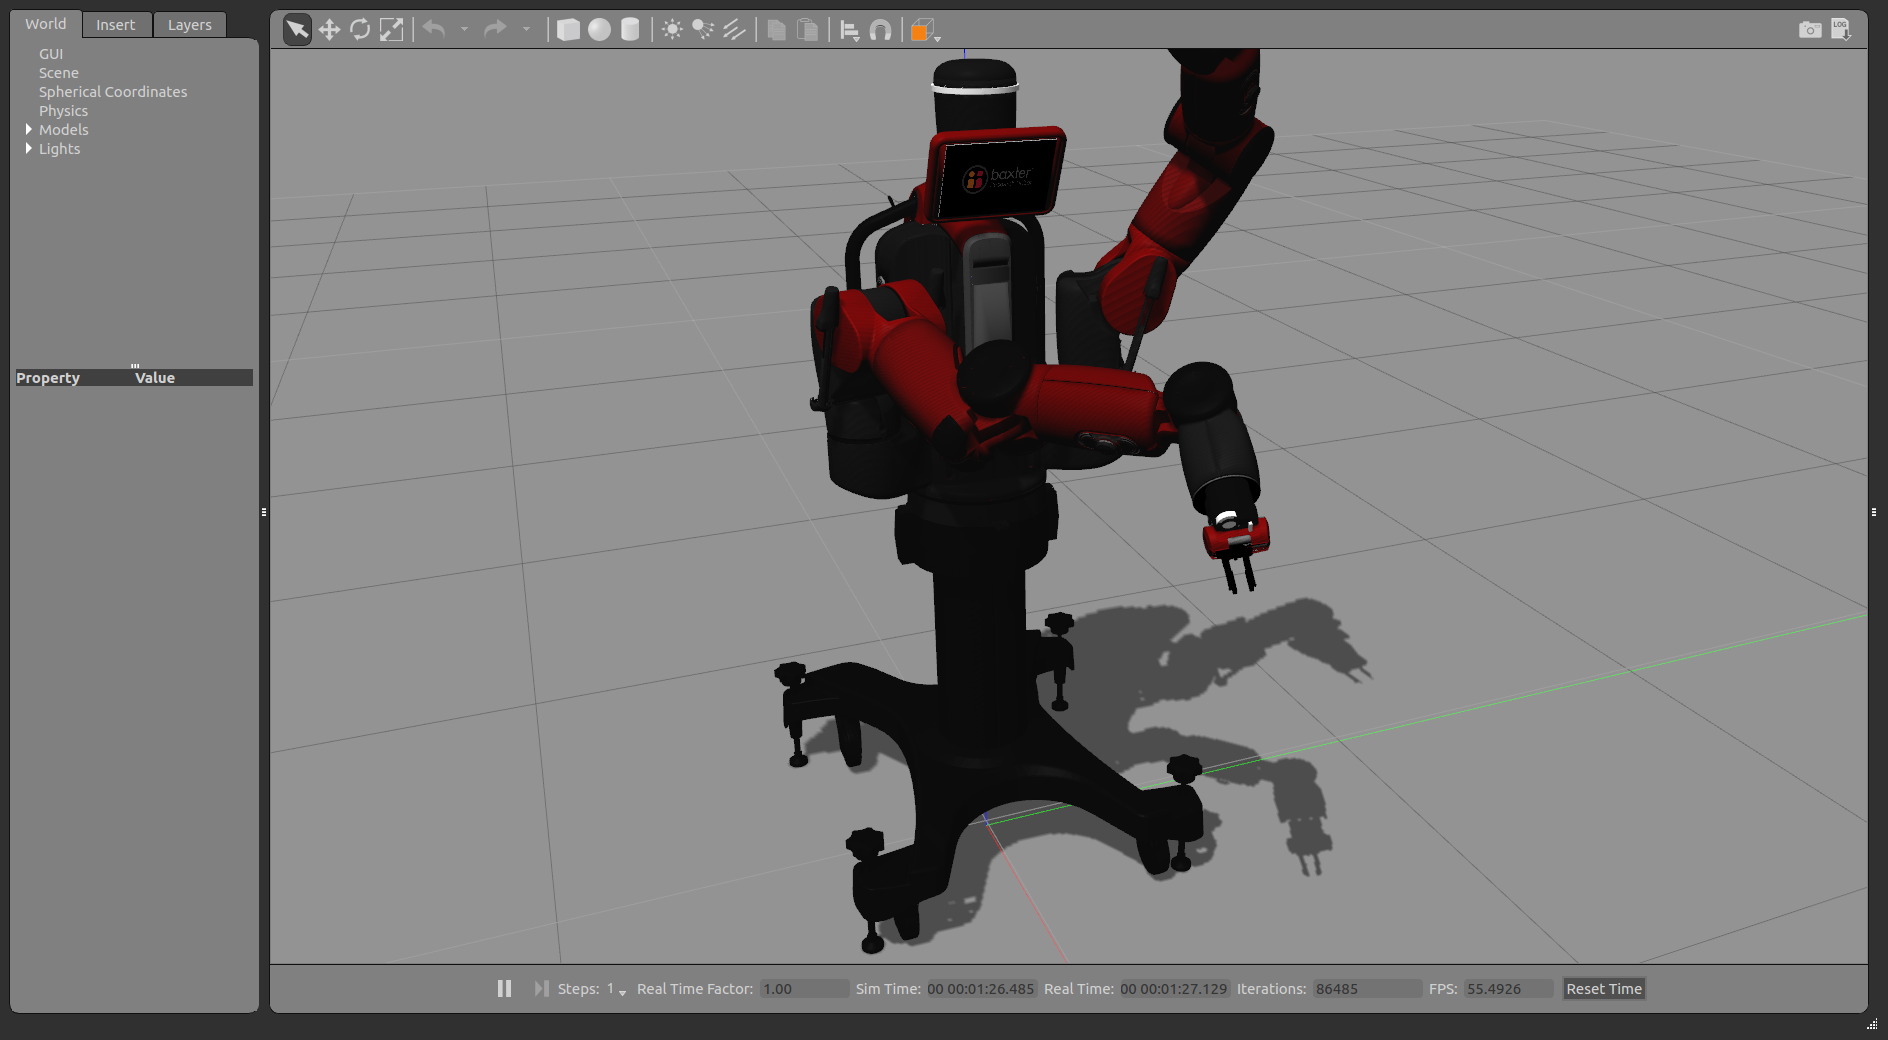 World Insert Layers
GUI
Scene
Spherical Coordinates
Physics
Models
Lights
Property Value
LOG
baxter
Steps: 1 Real Time Factor: 1.00 Sim Time: 00 00:01:26.485 Real Time: 00 00:01:27.129 Iterations: 86485 FPS: 55.4926 Reset Time